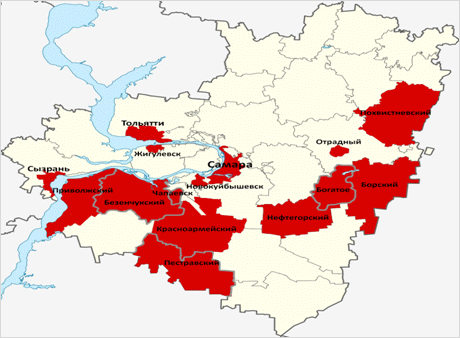 Похвистневский
Тольятти
Отрадный
Жигулевск
Самара
Сызрань
Приволжский
Чапаевск
Новокуйбышевск
Богатое
Борский
Безенчукский
Нефтегорский
Красноармейский
Пестравский